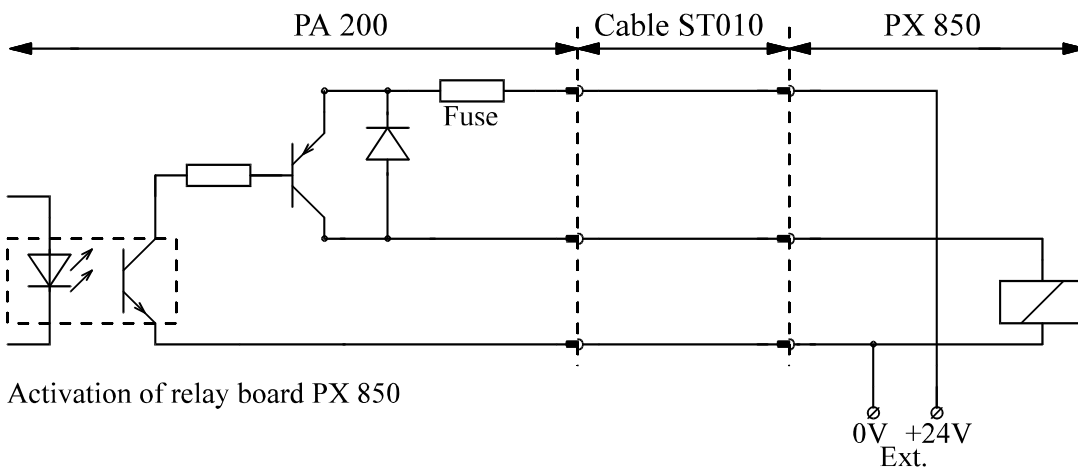 PA 200
Cable ST010
PX 850
Fuse
Activation of relay board PX 850
0V +24V
Ext.